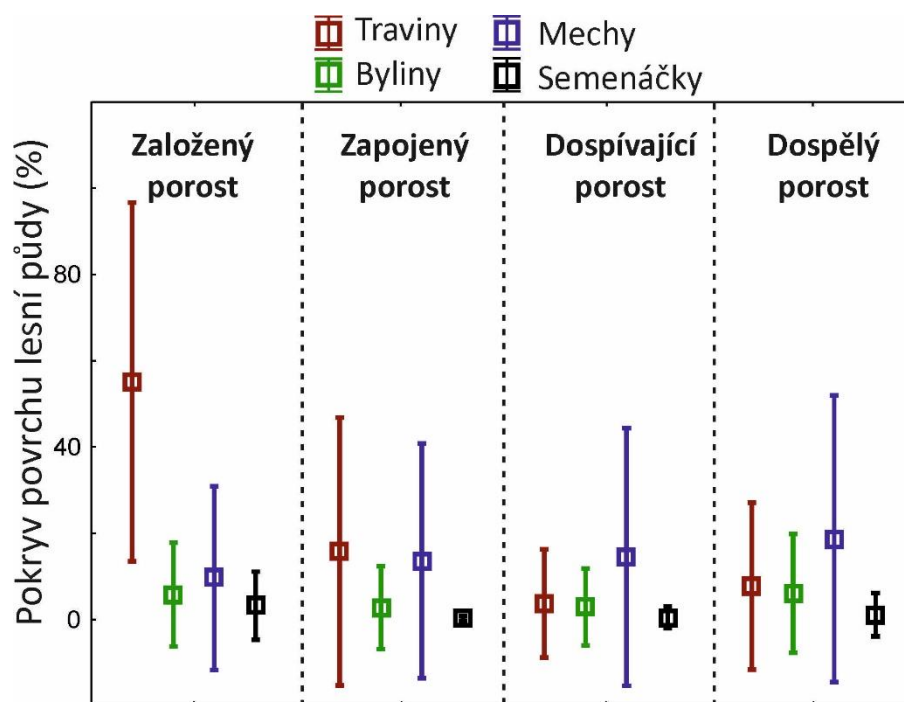 Traviny Mechy
Byliny Semenáčky
Založený porost
Zapojený porost
Dospívající porost
Dospělý porost
Pokryv povrchu lesní půdy (%)
80
40
0